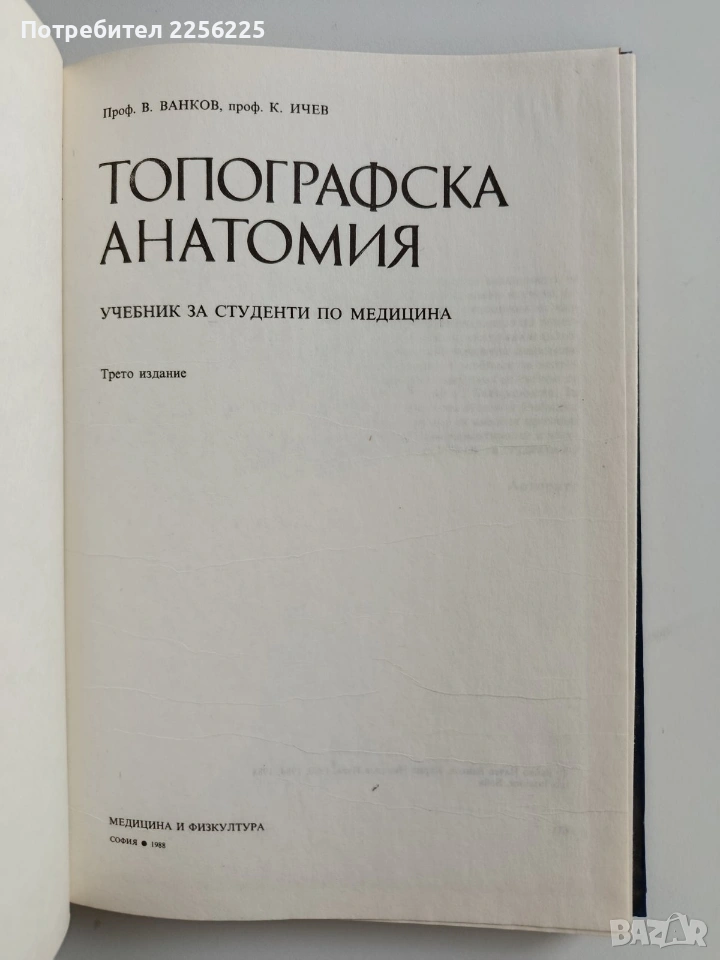 Потребител 2256225
Проф. В. ВАНКОВ, проф. К. ИЧЕВ
ТОПОГРАФСКА
АНАТОМИЯ
УЧЕБНИК ЗА СТУДЕНТИ ПО МЕДИЦИНА
Трето издание
МЕДИЦИНА И ФИЗКУЛТУРА
СОФИЯ ● 1988
BAZAR